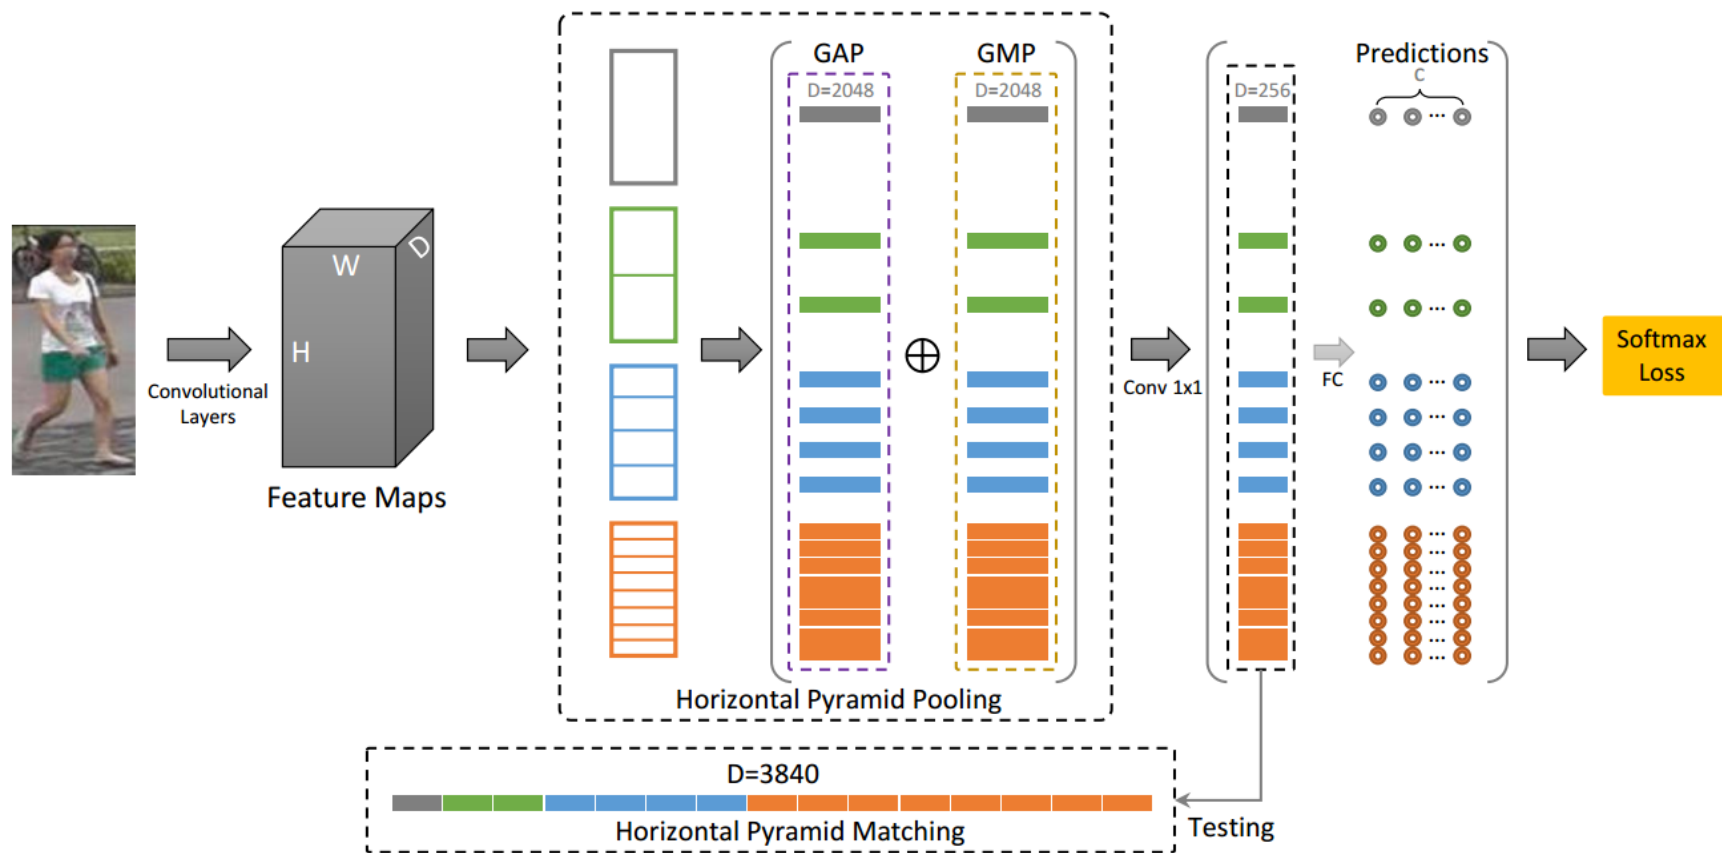 GAP
GMP
Predictions
D=2048
D=2048
D=256
C
W
D
H
Convolutional
Layers
Feature Maps
Conv 1x1
FC
Softmax
Loss
Horizontal Pyramid Pooling
D=3840
Horizontal Pyramid Matching
Testing